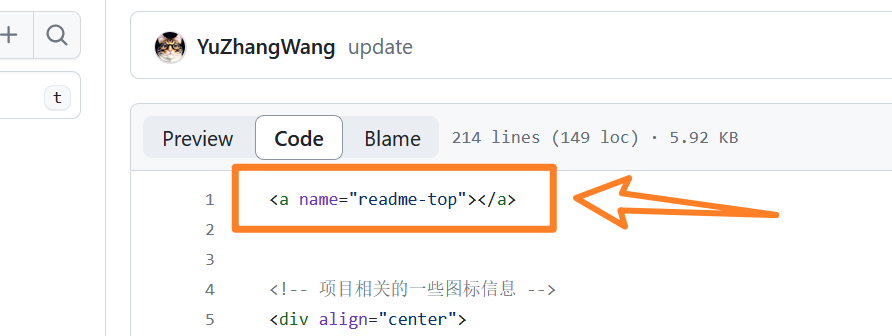 t
YuZhangWang update
Preview Code Blame 214 lines (149 loc) · 5.92 KB
1 <a name="readme-top"></a>
2
3
4 <!-- 项目相关的一些图标信息 -->
5 <div align="center">